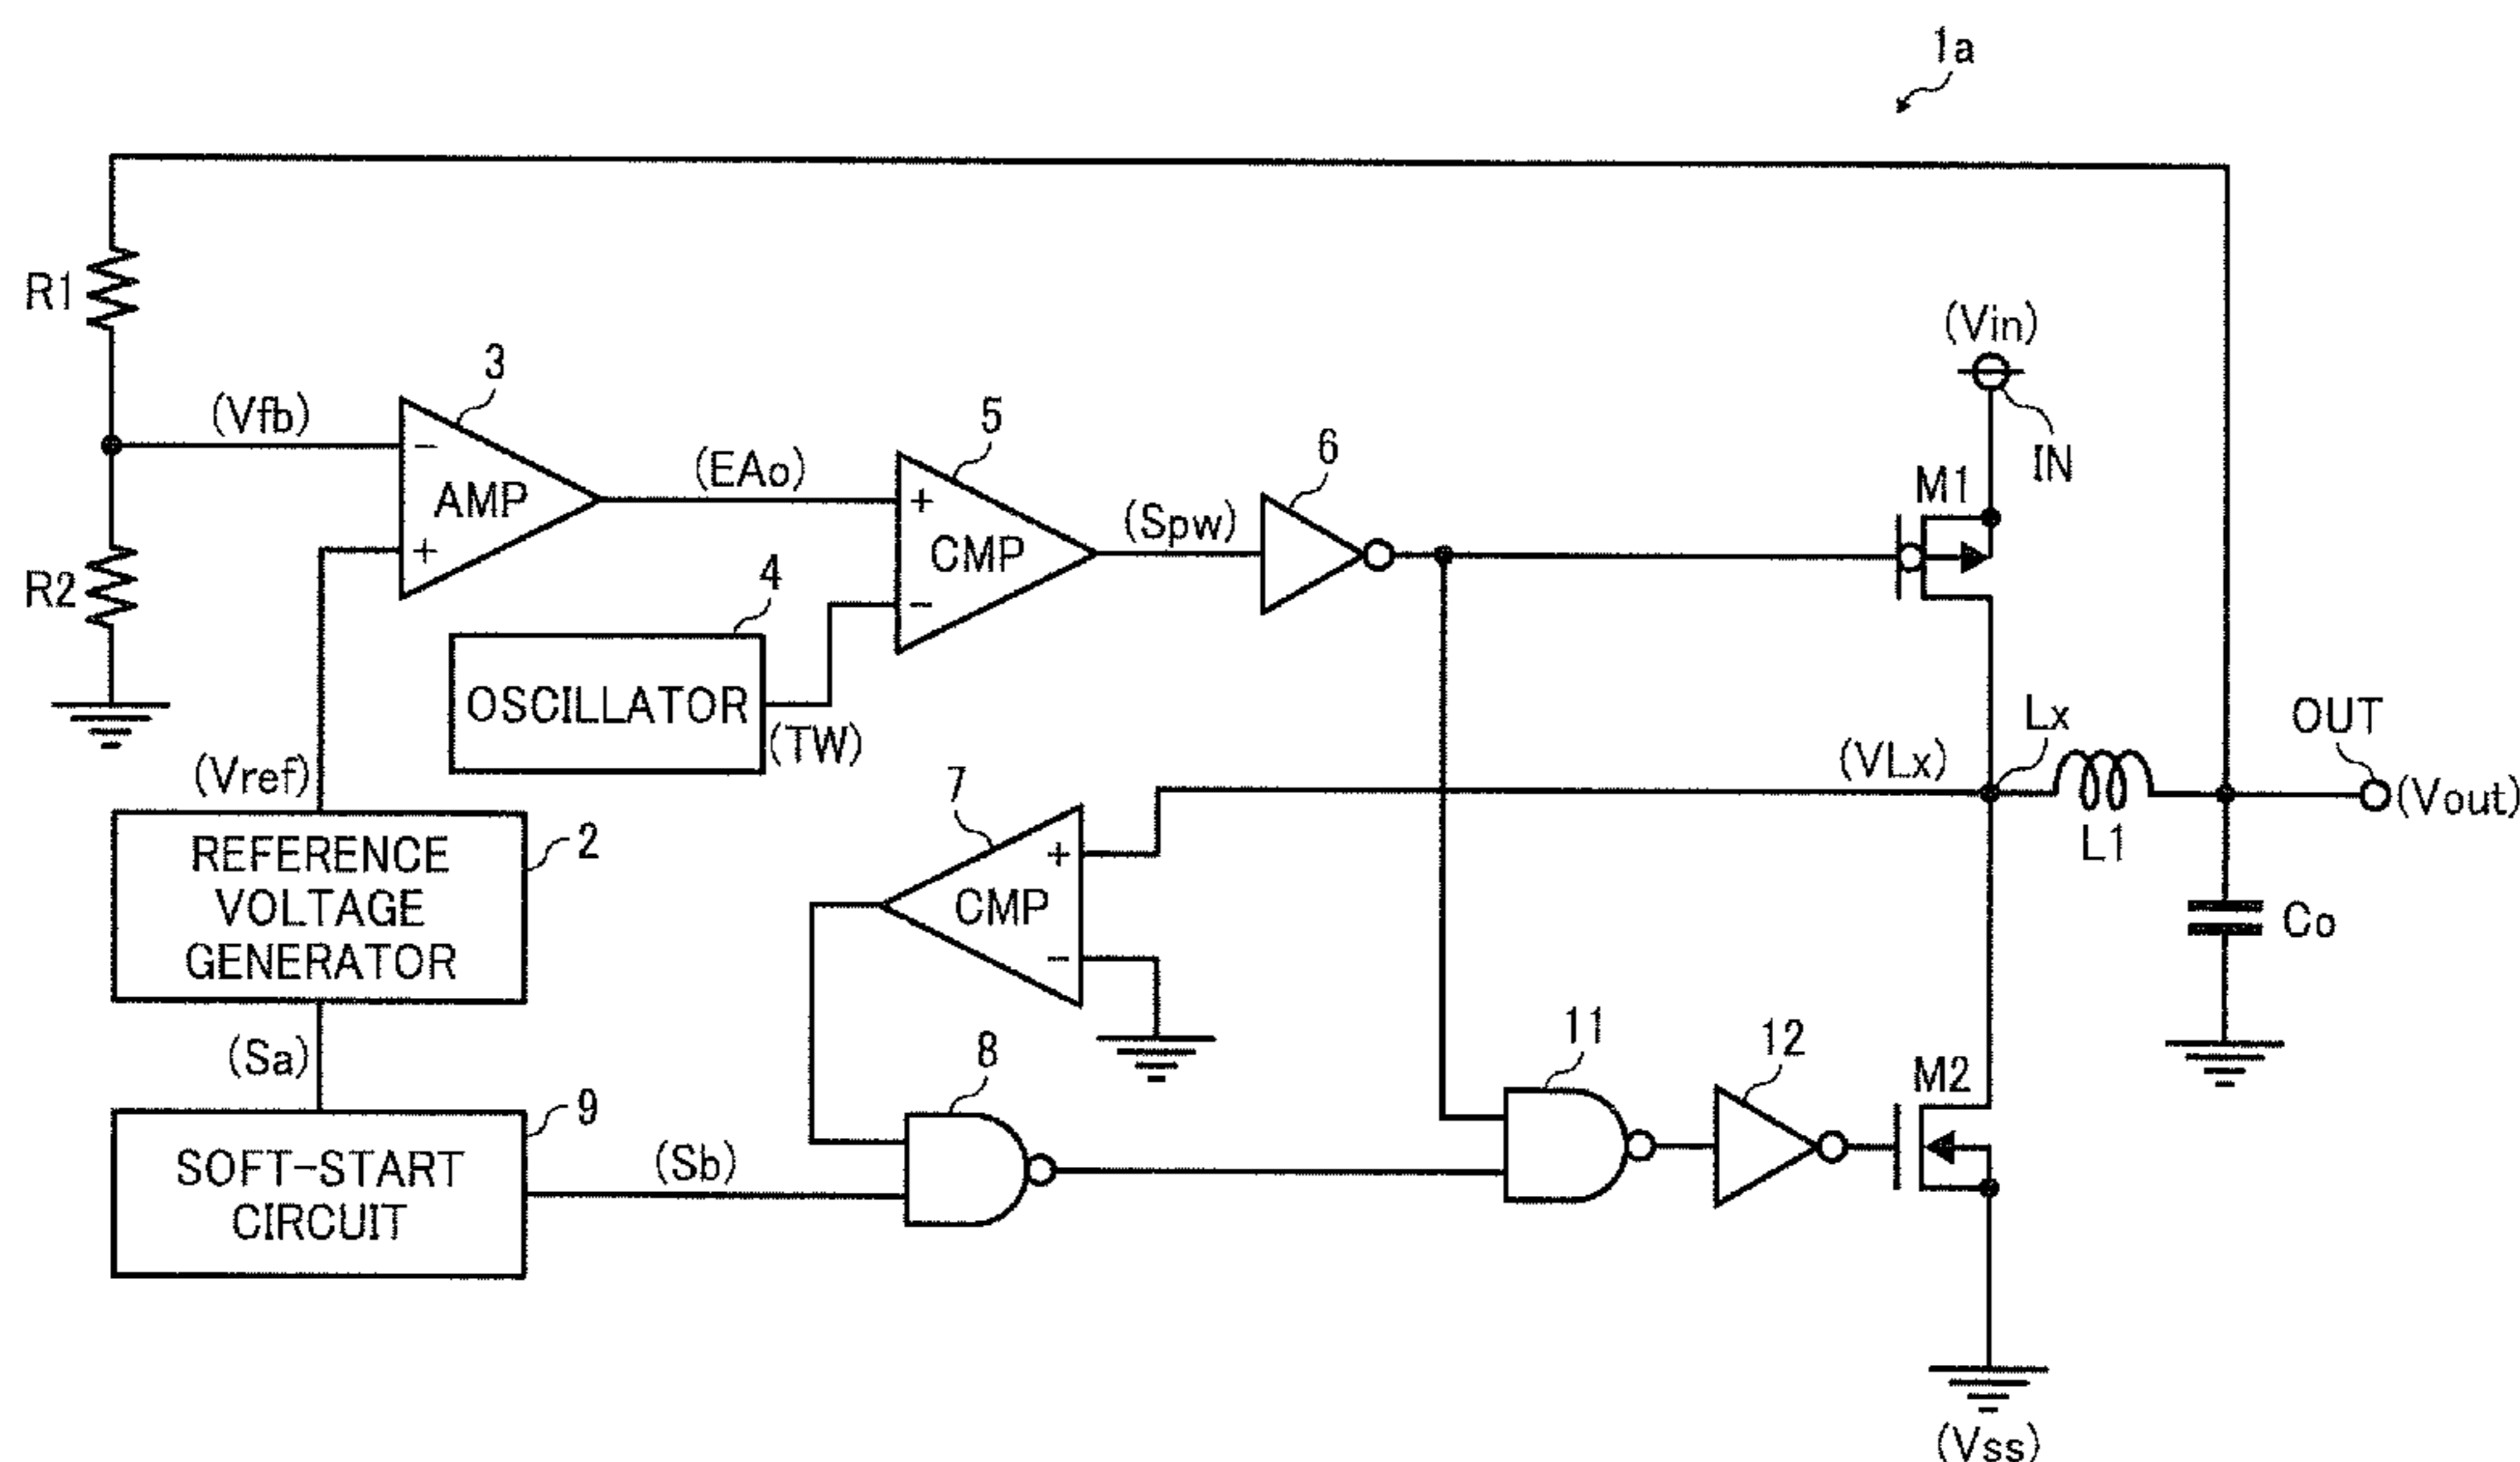 1a
R1
(Vin)
3
(Vfb)
5
6
IN
(EAo)
M1
-
AMP
+
(Spw)
+
CMP
-
R2
4
OSCILLATOR
(TW)
Lx
OUT
(Vref)
(VLx)
7
(Vout)
L1
REFERENCE
VOLTAGE
GENERATOR
2
+
CMP
-
Co
(Sa)
8
11
12
M2
9
SOFT-START
CIRCUIT
(Sb)
(Vss)